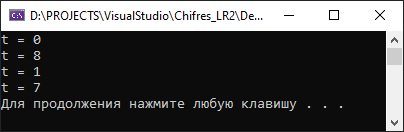 D:\PROJECTS\VisualStudio\Chifres_LR2\De...
t = 0
t = 8
t = 1
t = 7
Для продолжения нажмите любую клавишу . . .